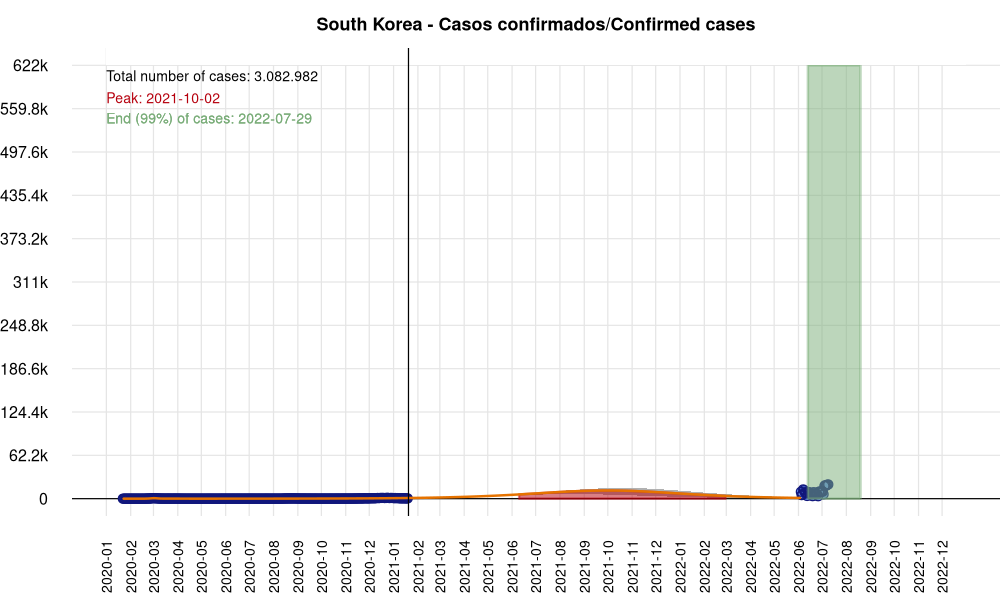 South Korea - Casos confirmados/Confirmed cases
622k
Total number of cases: 3.082.982
Peak: 2021-10-02
559.8k
End (99%) of cases: 2022-07-29
497.6k
435.4k
373.2k
311k
248.8k
186.6k
124.4k
62.2k
0
2020-01
2020-02
2020-03
2020-04
2020-05
2020-06
2020-07
2020-08
2020-09
2020-10
2020-11
2020-12
2021-01
2021-02
2021-03
2021-04
2021-05
2021-06
2021-07
2021-08
2021-09
2021-10
2021-11
2021-12
2022-01
2022-02
2022-03
2022-04
2022-05
2022-06
2022-07
2022-08
2022-09
2022-10
2022-11
2022-12